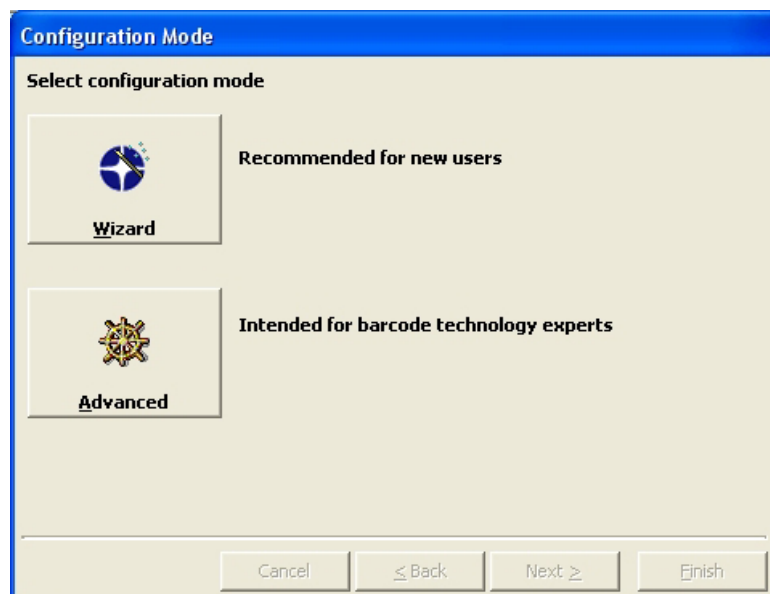 Configuration Mode
Select configuration mode
Recommended for new users
Wizard
Intended for barcode technology experts
Advanced
Cancel
< Back
Next >
Finish